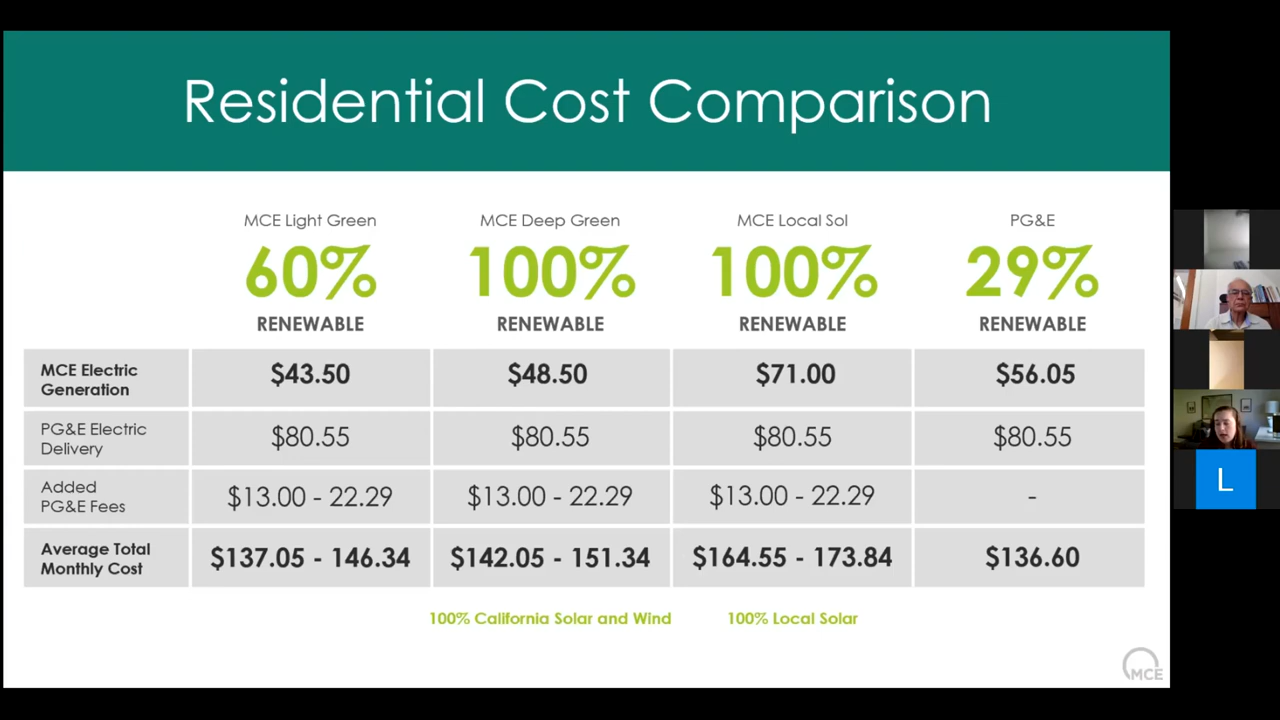 Residential Cost Comparison
MCE Light Green
MCE Deep Green
MCE Local Sol
PG&E
60%
100%
100%
29%
RENEWABLE
RENEWABLE
RENEWABLE
RENEWABLE
MCE Electric
Generation
$43.50
$48.50
$71.00
$56.05
PG&E Electric
Delivery
$80.55
$80.55
$80.55
$80.55
Added
PG&E Fees
$13.00 - 22.29
$13.00 - 22.29
$13.00 - 22.29
-
Average Total
Monthly Cost
$137.05 - 146.34
$142.05 - 151.34
$164.55 - 173.84
$136.60
100% California Solar and Wind
100% Local Solar
MCE
L